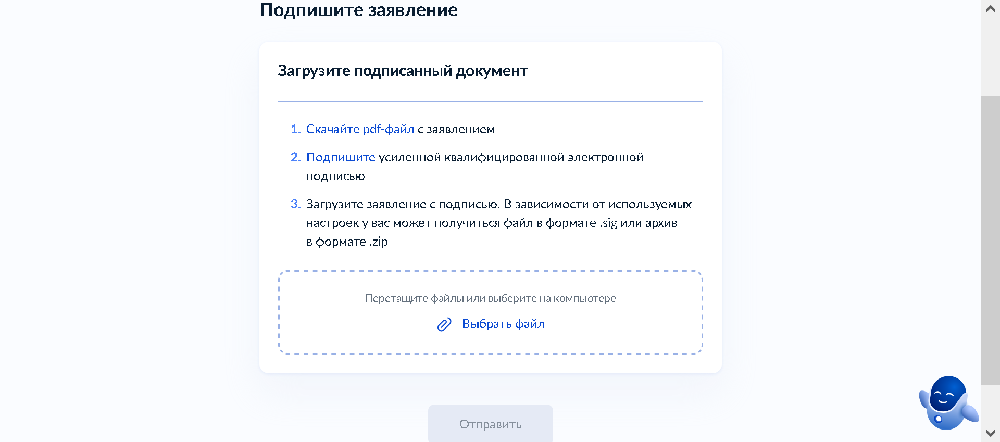 Подпишите заявление
Загрузите подписанный документ
1. Скачайте pdf-файл с заявлением
2. Подпишите усиленной квалифицированной электронной
подписью
3. Загрузите заявление с подписью. В зависимости от используемых
настроек у вас может получиться файл в формате .sig или архив
в формате .zip
Перетащите файлы или выберите на компьютере
Выбрать файл
Отправить